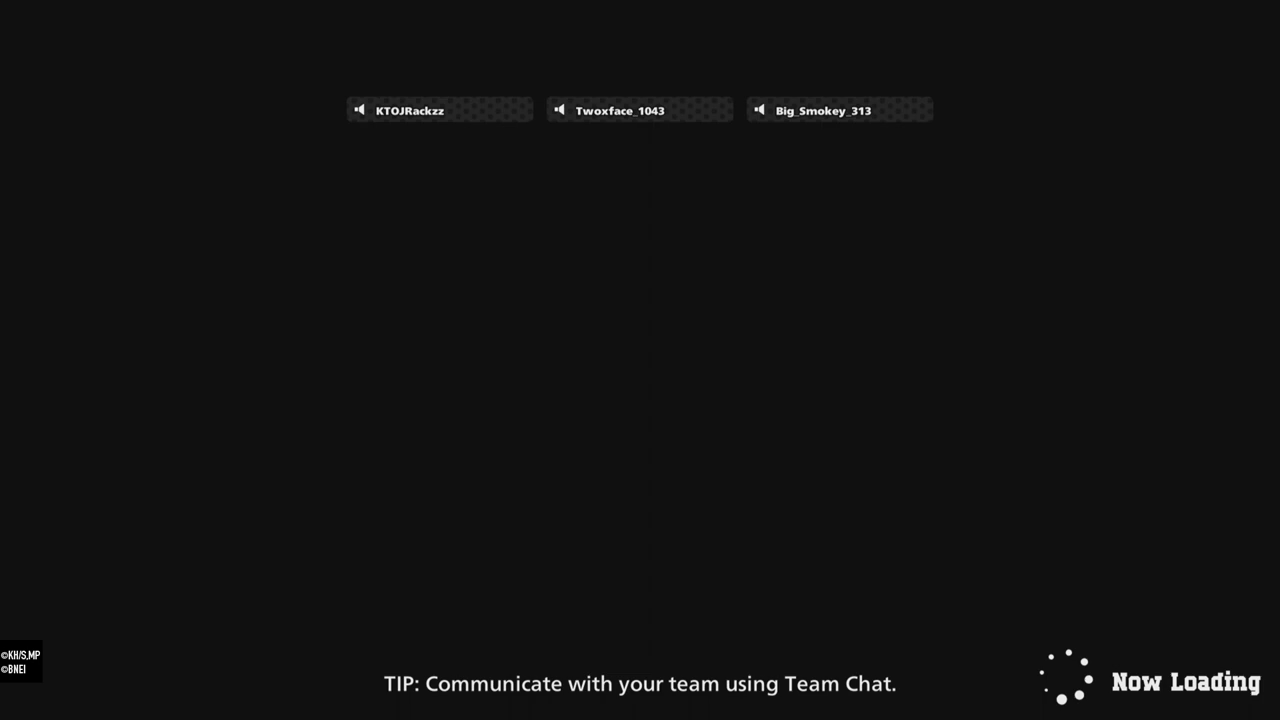 KTOJRackzz
Twoxface_1043
Big_Smokey_313
©KH/S,MP
©BNEI
TIP: Communicate with your team using Team Chat.
Now Loading